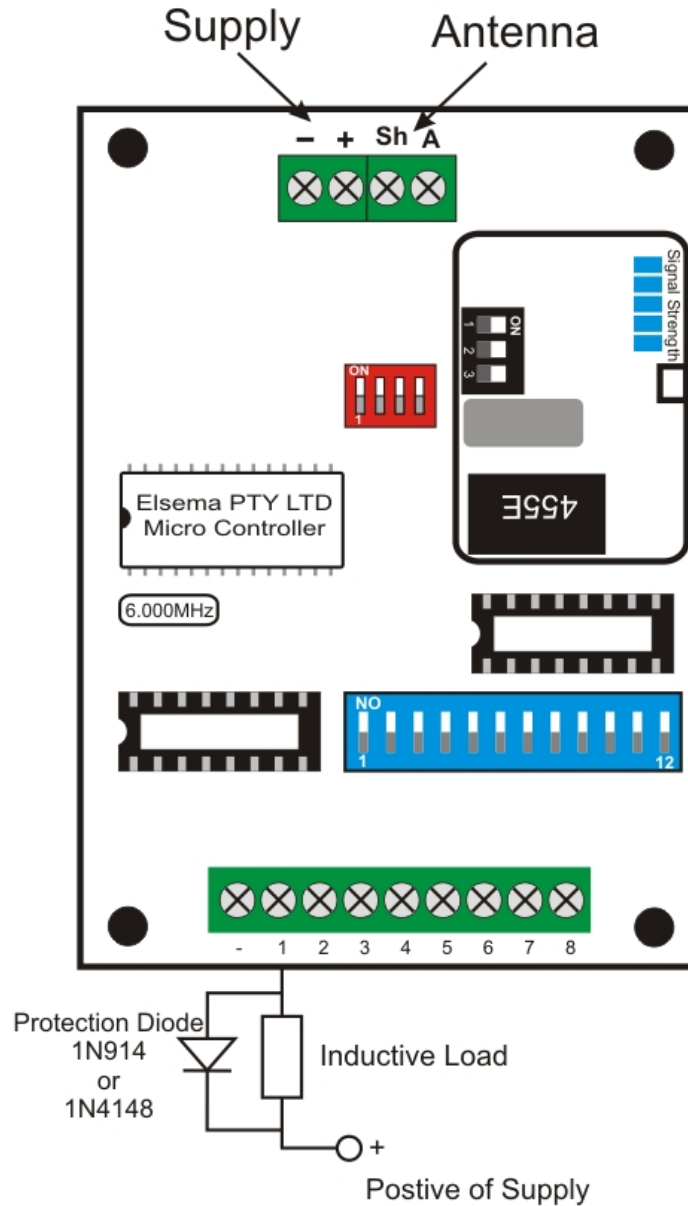 Supply Antenna
− + Sh A
Signal Strength
ON
1
2
3
ON
1
455E
Elsema PTY LTD
Micro Controller
6.000MHz
NO
1 12
- 1 2 3 4 5 6 7 8
Protection Diode
1N914
or
1N4148
Inductive Load
+
Postive of Supply